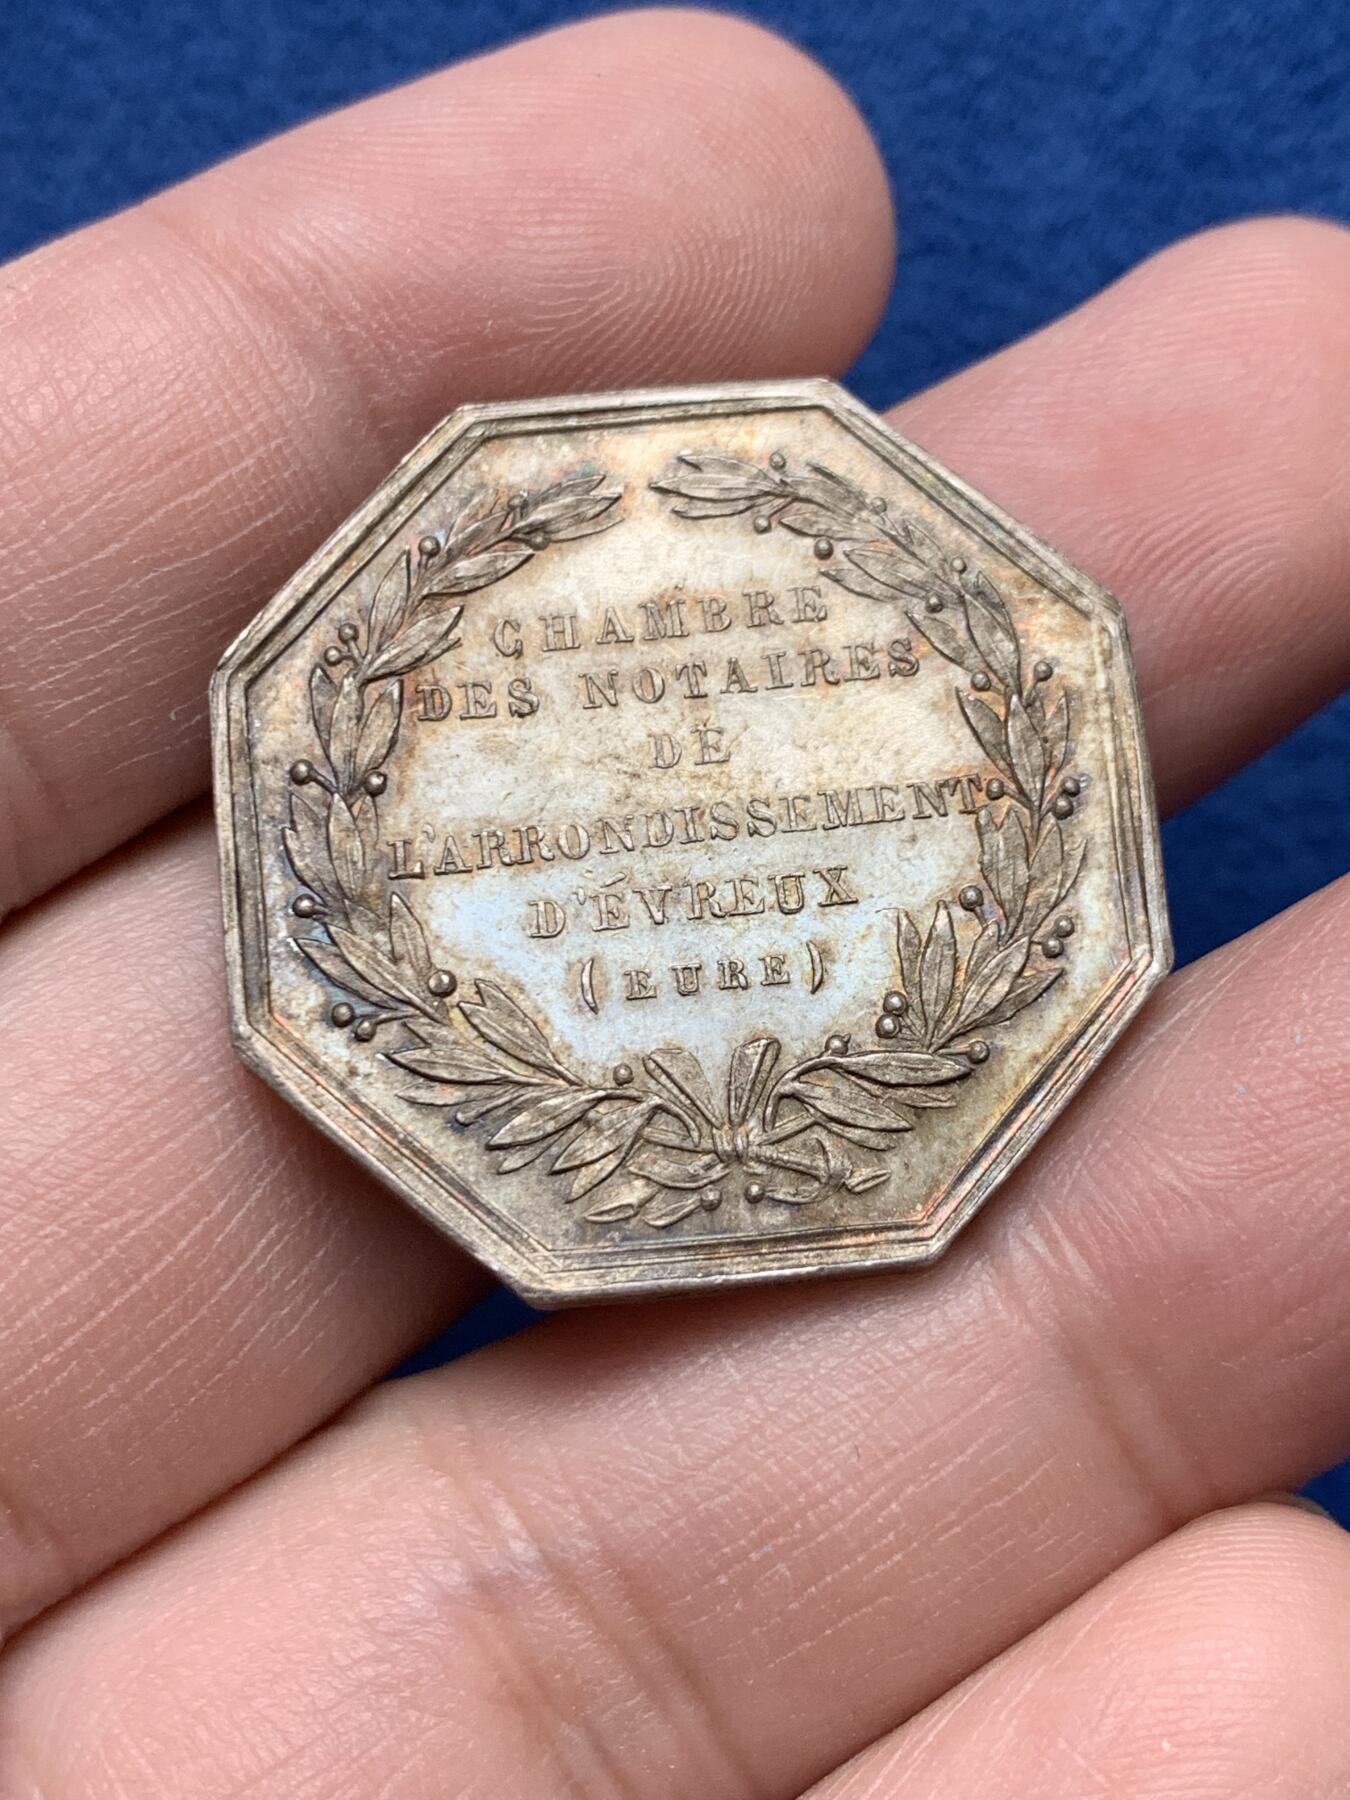 CHAMBRE
DES NOTAIRES
DE
L'ARRONDISSEMENT
D'ÉVREUX
(EURE)